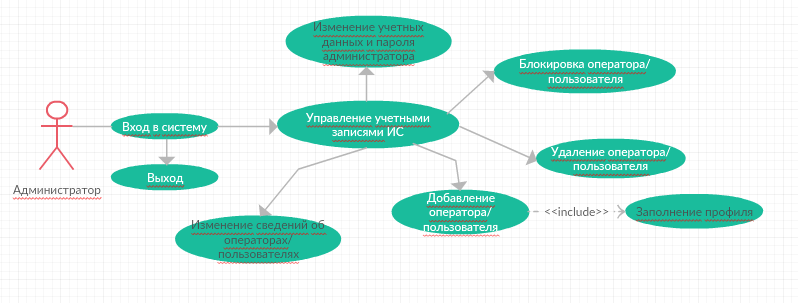 Изменение учетных
данных и пароля
администратора
Блокировка оператора/
пользователя
Вход в систему
Управление учетными
записями ИС
Удаление оператора/
пользователя
Выход
Администратор
Добавление
оператора/
пользователя
<<include>>
Заполнение профиля
Изменение сведений об
операторах/
пользователях